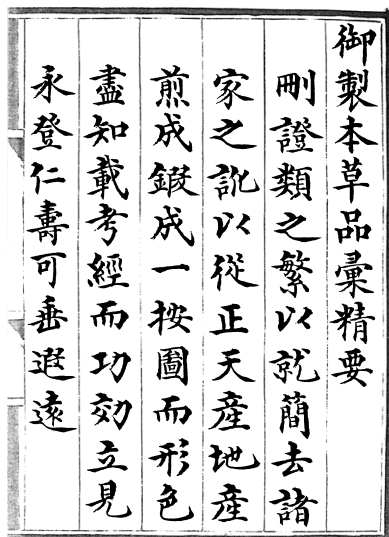 御製本草品彙精要
刪證類之繁以就簡去諸
家之訛以從正天産地産
煎成鍜成一按圖而形色
盡知載考經而功効立見
永登仁壽可垂遐遠